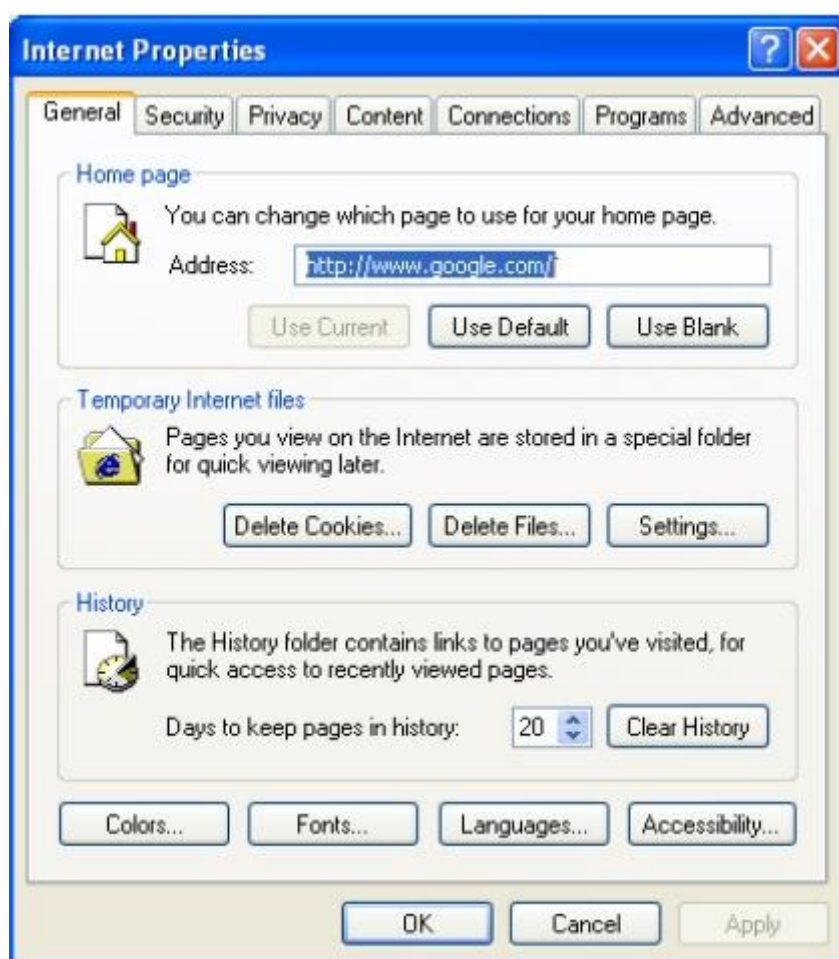 Internet Properties
General Security Privacy Content Connections Programs Advanced
Home page
You can change which page to use for your home page.
Address: http://www.google.com/
Use Current Use Default Use Blank
Temporary Internet files
Pages you view on the Internet are stored in a special folder
for quick viewing later.
Delete Cookies... Delete Files... Settings...
History
The History folder contains links to pages you've visited, for
quick access to recently viewed pages.
Days to keep pages in history: 20 Clear History
Colors... Fonts... Languages... Accessibility...
OK Cancel Apply